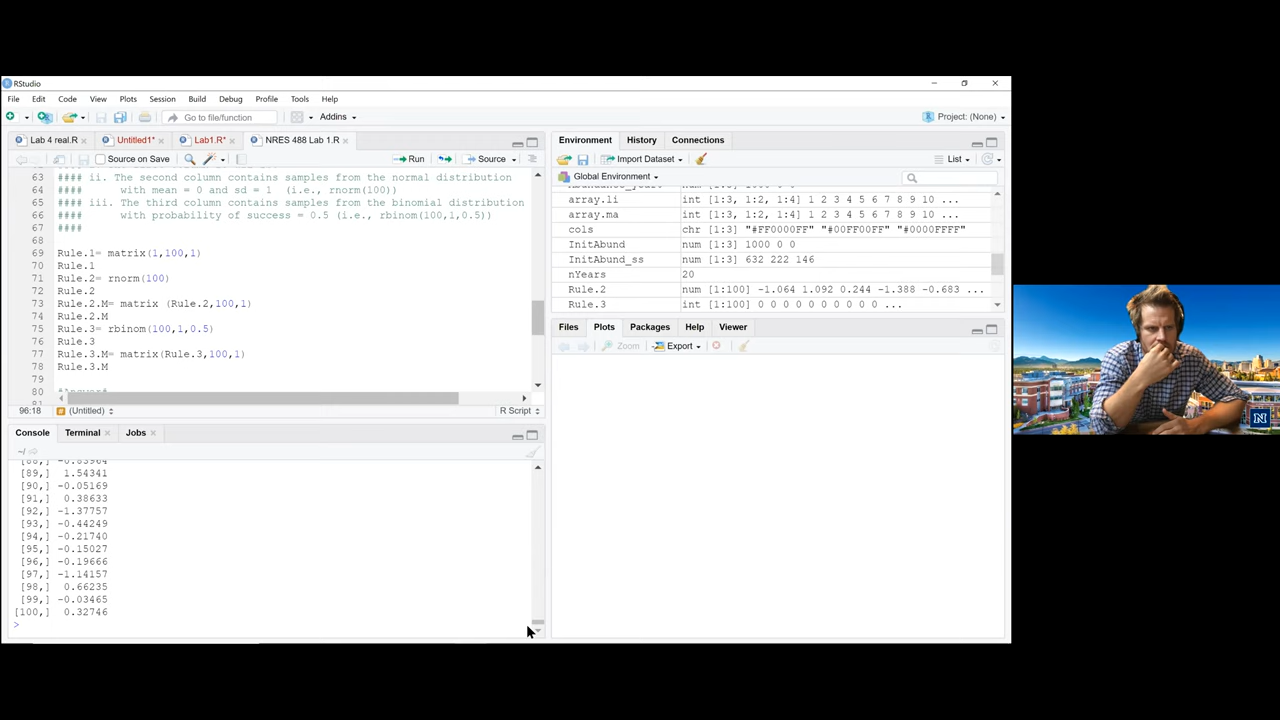 RStudio
File Edit Code View Plots Session Build Debug Profile Tools Help
Go to file/function Addins Project: (None)
Lab 4 real.R Untitled1* Lab1.R* NRES 488 Lab 1.R
Source on Save Run Source
63 #### ii. The second column contains samples from the normal distribution
64 #### with mean = 0 and sd = 1 (i.e., rnorm(100))
65 #### iii. The third column contains samples from the binomial distribution
66 #### with probability of success = 0.5 (i.e., rbinom(100,1,0.5))
67 ####
68
69 Rule.1= matrix(1,100,1)
70 Rule.1
71 Rule.2= rnorm(100)
72 Rule.2
73 Rule.2.M= matrix (Rule.2,100,1)
74 Rule.2.M
75 Rule.3= rbinom(100,1,0.5)
76 Rule.3
77 Rule.3.M= matrix(Rule.3,100,1)
78 Rule.3.M
79
80
96:18 (Untitled) R Script
Console Terminal Jobs
~/
[88,] -0.83964
[89,] 1.54341
[90,] -0.05169
[91,] 0.38633
[92,] -1.37757
[93,] -0.44249
[94,] -0.21740
[95,] -0.15027
[96,] -0.19666
[97,] -1.14157
[98,] 0.66235
[99,] -0.03465
[100,] 0.32746
>
Environment History Connections
Import Dataset List
Global Environment
array.li int [1:3, 1:2, 1:4] 1 2 3 4 5 6 7 8 9 10 ...
array.ma int [1:3, 1:2, 1:4] 1 2 3 4 5 6 7 8 9 10 ...
cols chr [1:3] "#FF0000FF" "#00FF00FF" "#0000FFFF"
InitAbund num [1:3] 1000 0 0
InitAbund_ss num [1:3] 632 222 146
nYears 20
Rule.2 num [1:100] -1.064 1.092 0.244 -1.388 -0.683 ...
Rule.3 int [1:100] 0 0 0 0 0 0 0 0 0 0 ...
Files Plots Packages Help Viewer
Zoom Export
N